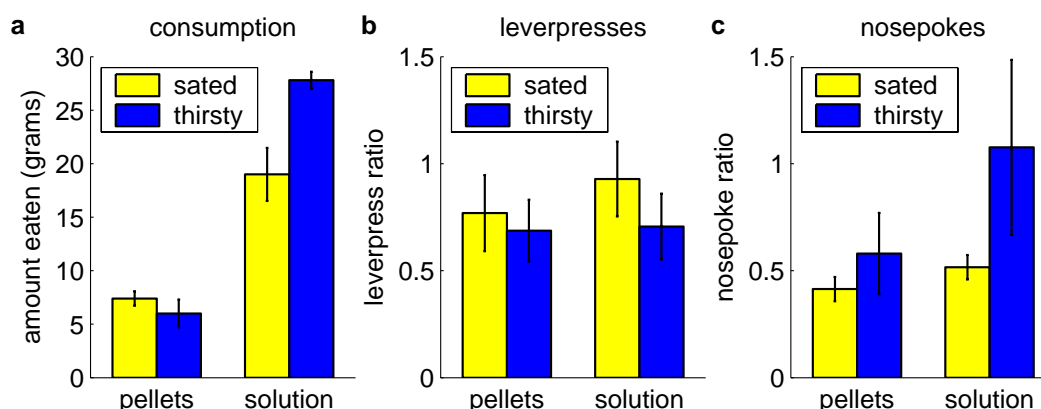 a consumption
30
25
20
15
10
5
0
amount eaten (grams)
sated
thirsty
pellets solution
b leverpresses
1.5
1
0.5
0
leverpress ratio
sated
thirsty
pellets solution
c nosepokes
1.5
1
0.5
0
nosepoke ratio
sated
thirsty
pellets solution